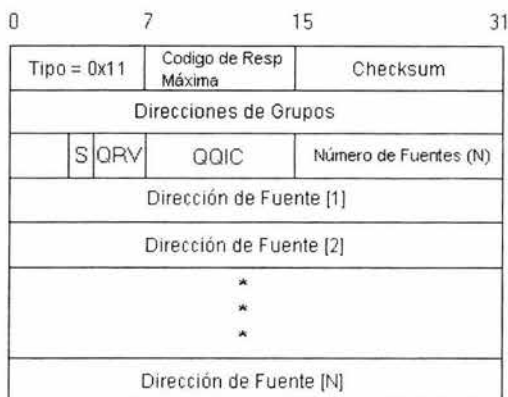 0 7 15 31
Tipo = 0x11 Codigo de Resp Máxima Checksum
Direcciones de Grupos
S QRV QQIC Número de Fuentes (N)
Dirección de Fuente [1]
Dirección de Fuente [2]
*
*
*
Dirección de Fuente [N]